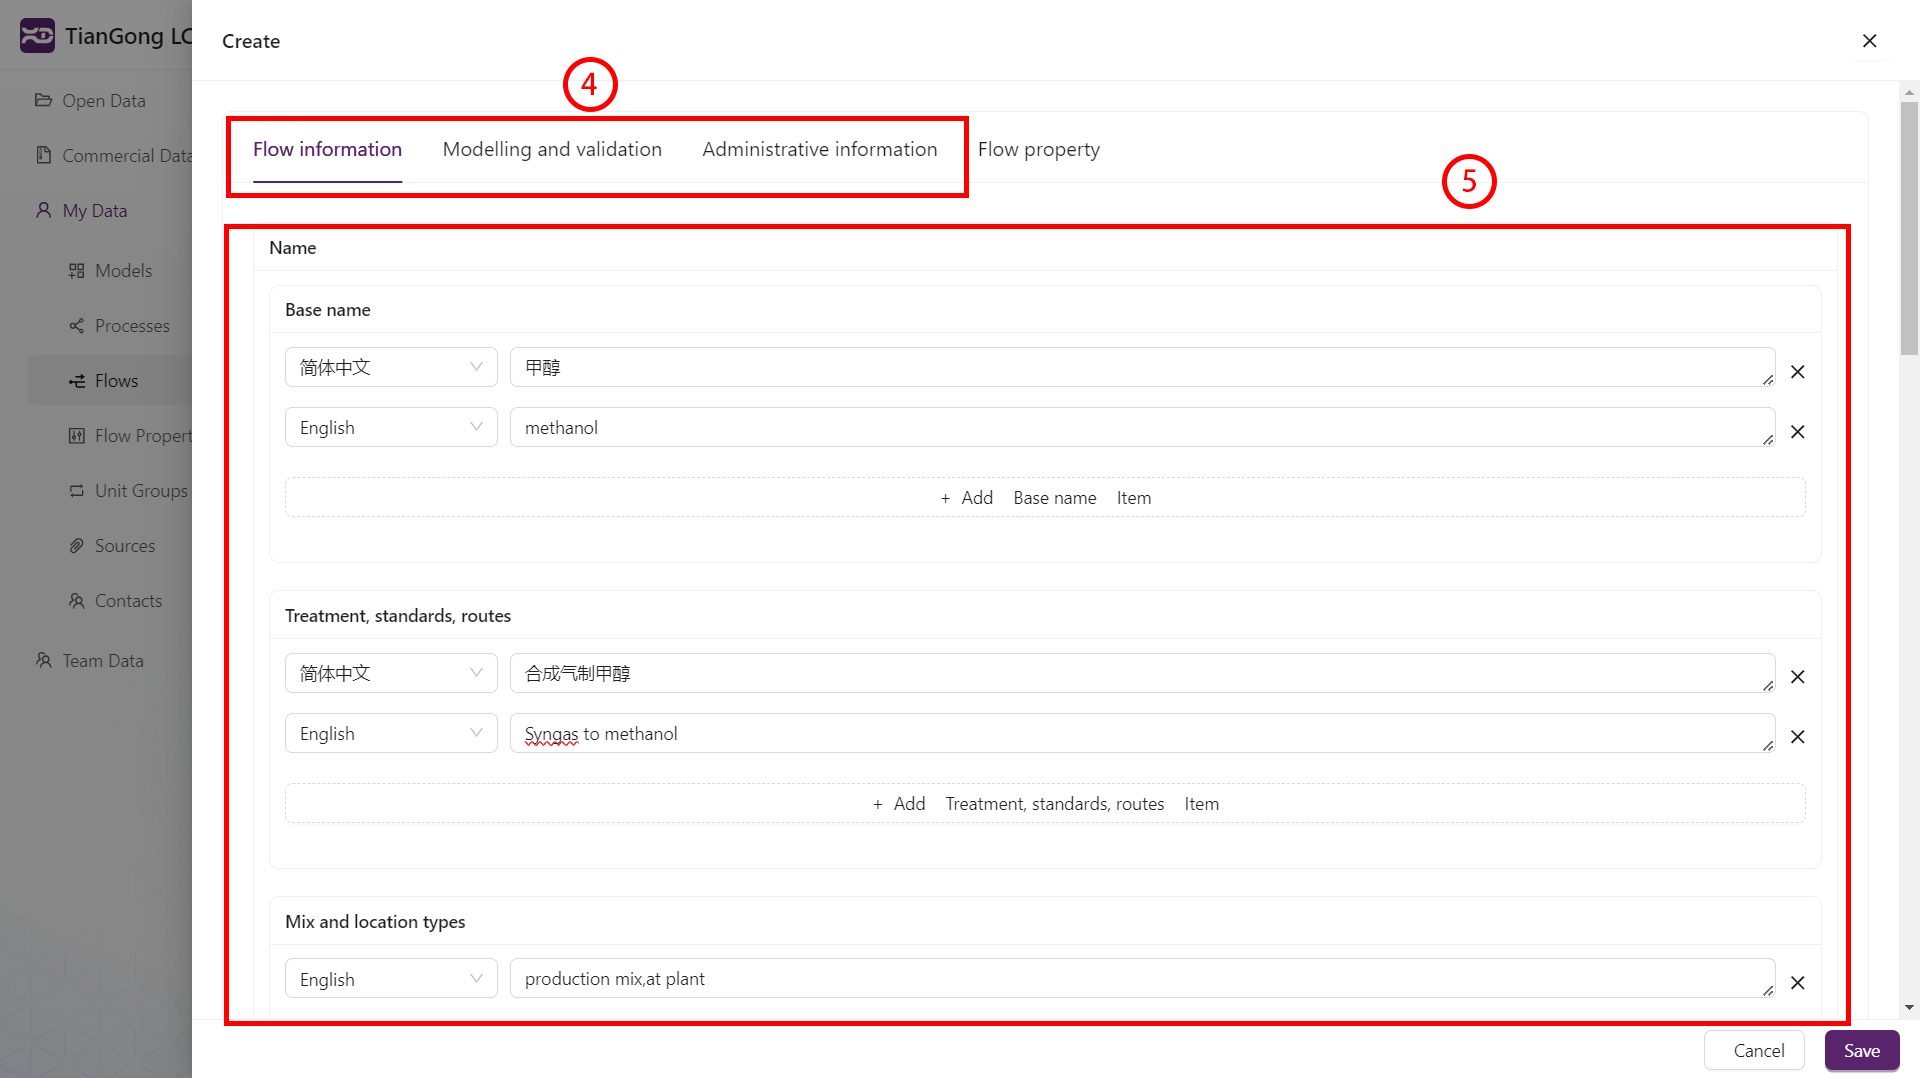 TianGong LC
Create
4
Open Data
Commercial Data
My Data
Models
Processes
Flows
Flow Propert
Unit Groups
Sources
Contacts
Team Data
Flow information
Modelling and validation
Administrative information
Flow property
5
Name
Base name
简体中文
甲醇
English
methanol
+ Add Base name Item
Treatment, standards, routes
简体中文
合成气制甲醇
English
Syngas to methanol
+ Add Treatment, standards, routes Item
Mix and location types
English
production mix,at plant
Cancel
Save